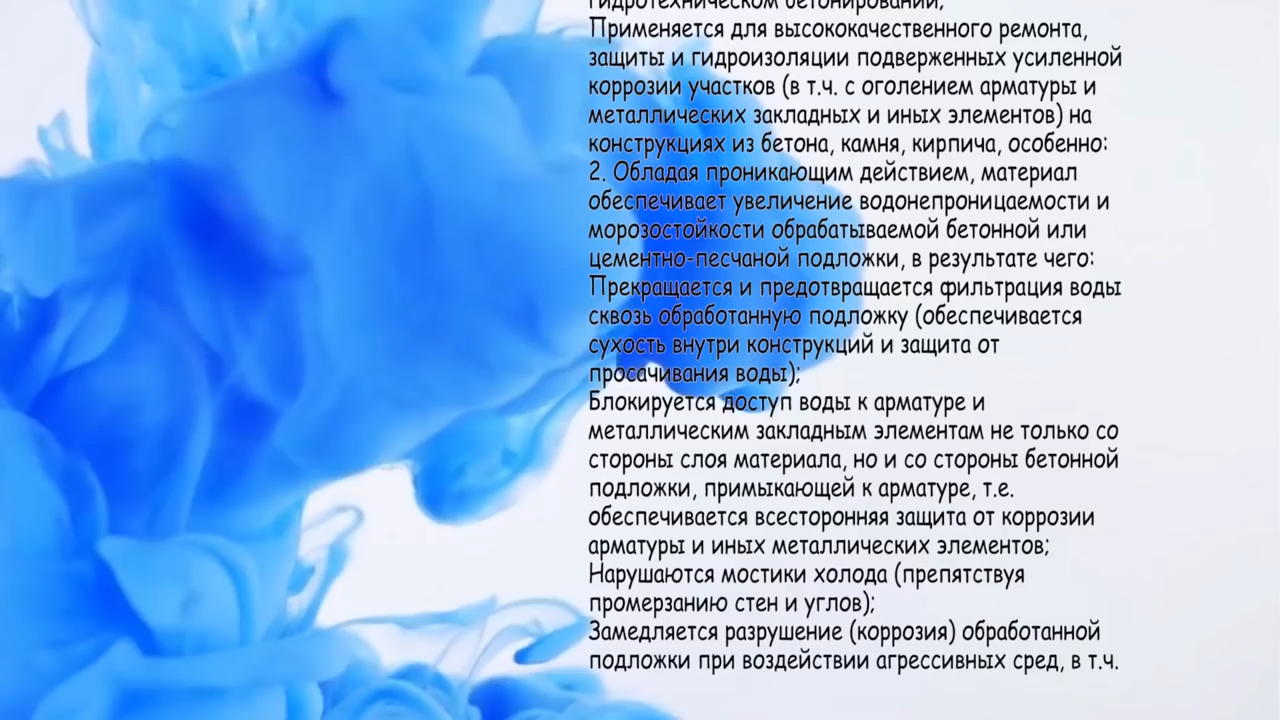 гидротехническом бетонировании;
Применяется для высококачественного ремонта,
защиты и гидроизоляции подверженных усиленной
коррозии участков (в т.ч. с оголением арматуры и
металлических закладных и иных элементов) на
конструкциях из бетона, камня, кирпича, особенно:
2. Обладая проникающим действием, материал
обеспечивает увеличение водонепроницаемости и
морозостойкости обрабатываемой бетонной или
цементно-песчаной подложки, в результате чего:
Прекращается и предотвращается фильтрация воды
сквозь обработанную подложку (обеспечивается
сухость внутри конструкций и защита от
просачивания воды);
Блокируется доступ воды к арматуре и
металлическим закладным элементам не только со
стороны слоя материала, но и со стороны бетонной
подложки, примыкающей к арматуре, т.е.
обеспечивается всесторонняя защита от коррозии
арматуры и иных металлических элементов;
Нарушаются мостики холода (препятствуя
промерзанию стен и углов);
Замедляется разрушение (коррозия) обработанной
подложки при воздействии агрессивных сред, в т.ч.